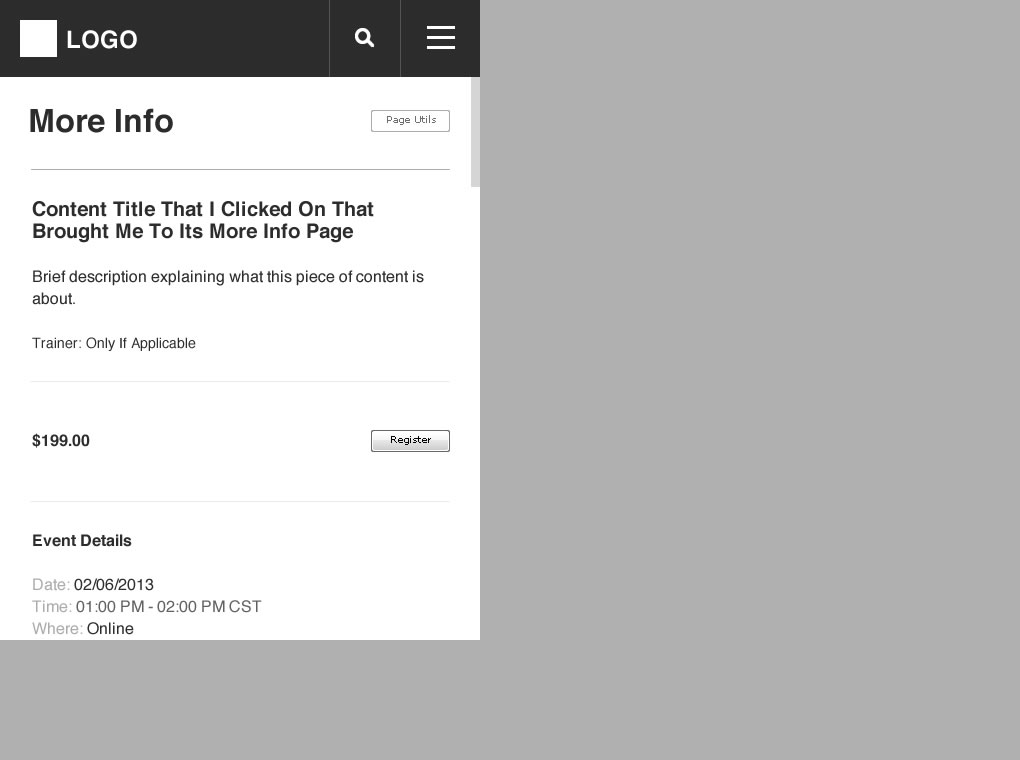 LOGO
More Info
Page Utils
Content Title That I Clicked On That
Brought Me To Its More Info Page
Brief description explaining what this piece of content is
about.
Trainer: Only If Applicable
$199.00
Register
Event Details
Date: 02/06/2013
Time: 01:00 PM - 02:00 PM CST
Where: Online